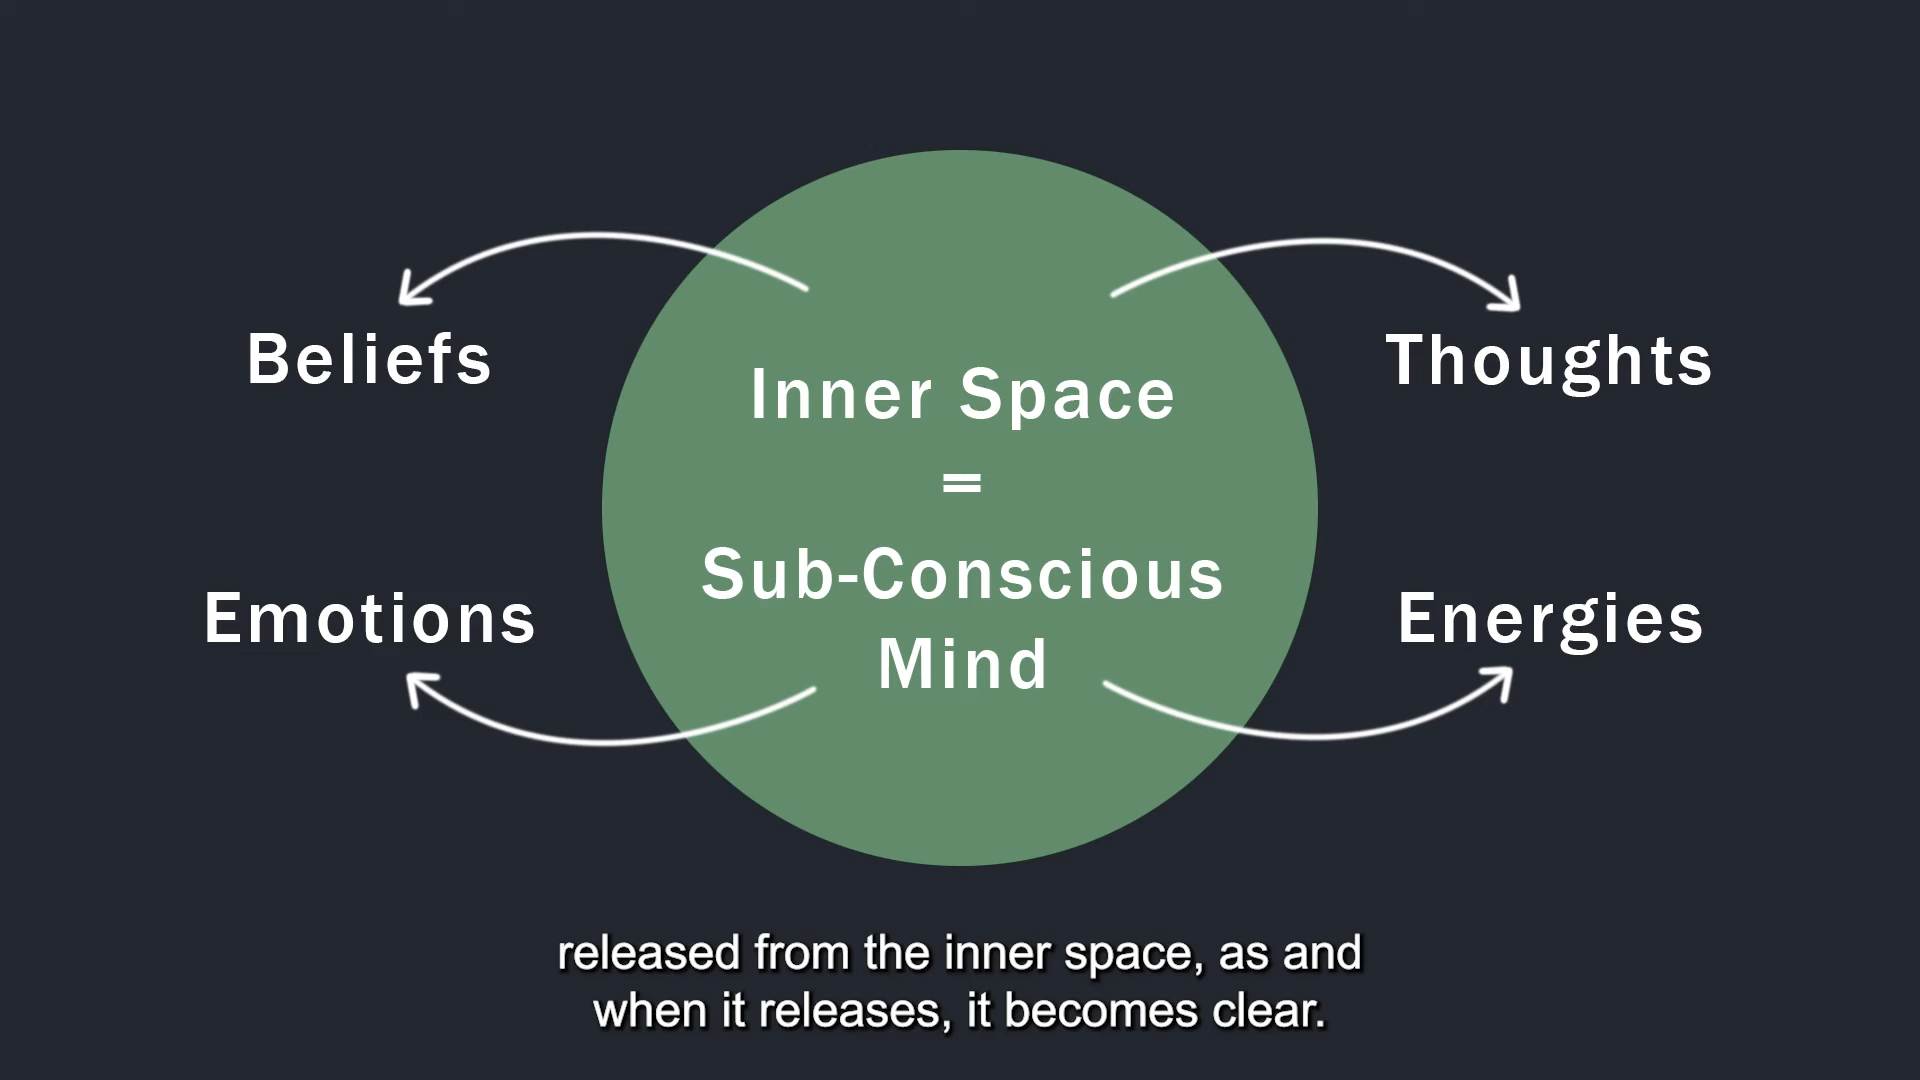 Beliefs
Thoughts
Inner Space
=
Sub-Conscious
Mind
Emotions
Energies
released from the inner space, as and
when it releases, it becomes clear.